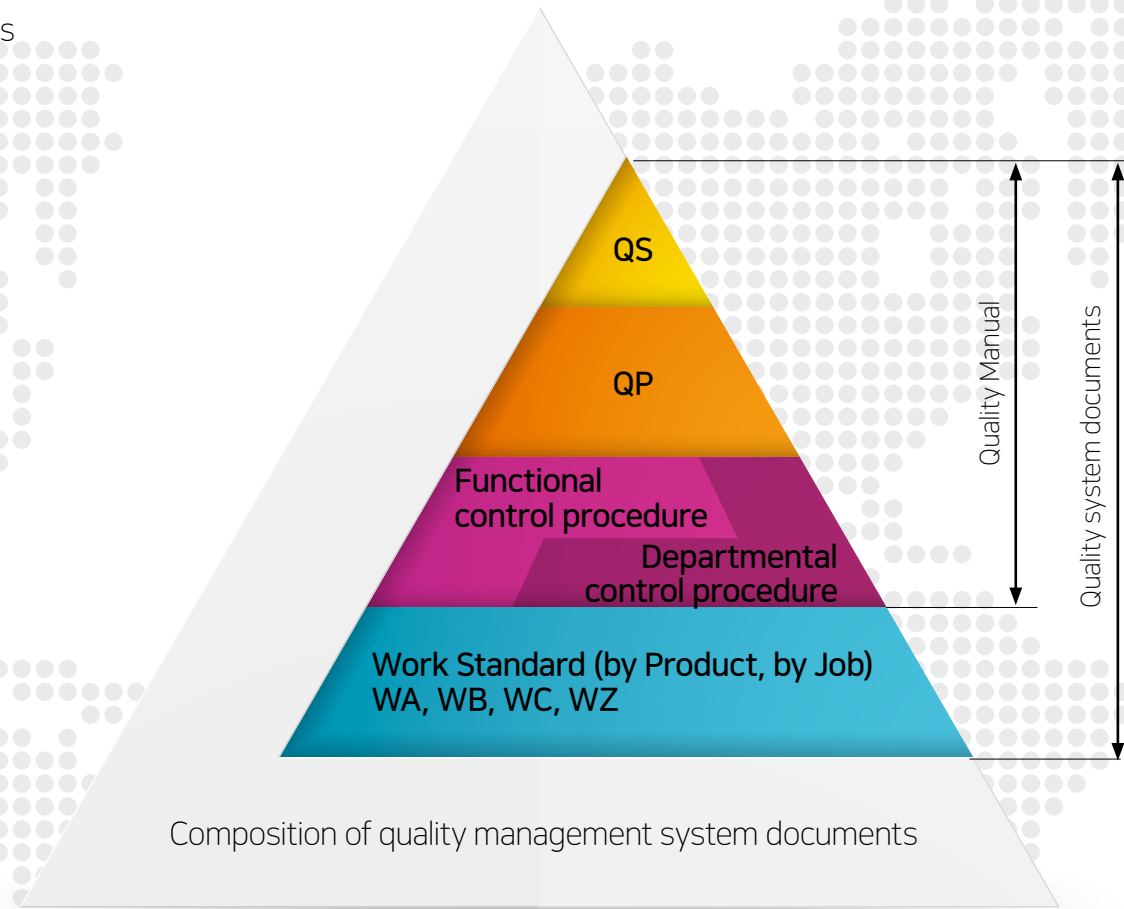 s
QS
QP
Functional
control procedure
Departmental
control procedure
Work Standard (by Product, by Job)
WA, WB, WC, WZ
Quality Manual
Quality system documents
Composition of quality management system documents